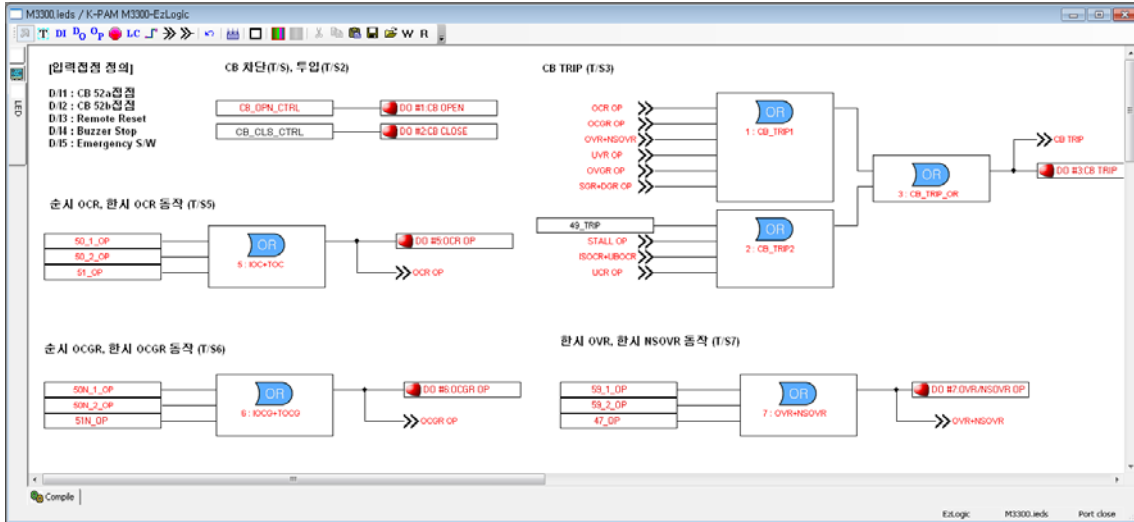 M3300.ieds / K-PAM M3300-EzLogic
T DI DO OP LC W R
LED
[입력접점 정의]
D/I1 : CB 52a접점
D/I2 : CB 52b접점
D/I3 : Remote Reset
D/I4 : Buzzer Stop
D/I5 : Emergency S/W
CB 차단(T/S), 투입(T/S2)
CB_OPN_CTRL
DO #1:CB OPEN
CB_CLS_CTRL
DO #2:CB CLOSE
CB TRIP (T/S3)
OCR OP
OCGR OP
OVR+NSOVR
UVR OP
OVGR OP
SGR+DGR OP
OR
1 : CB_TRIP1
49_TRIP
STALL OP
ISOCR+UBOCR
UCR OP
OR
2 : CB_TRIP2
OR
3 : CB_TRIP_OR
CB TRIP
DO #3:CB TRIP
순시 OCR, 한시 OCR 동작 (T/S5)
50_1_OP
50_2_OP
51_OP
OR
5 : IOC+TOC
DO #5:OCR OP
OCR OP
순시 OCGR, 한시 OCGR 동작 (T/S6)
50N_1_OP
50N_2_OP
51N_OP
OR
6 : IOCG+TOCG
DO #6:OCGR OP
OCGR OP
한시 OVR, 한시 NSOVR 동작 (T/S7)
59_1_OP
59_2_OP
47_OP
OR
7 : OVR+NSOVR
DO #7:OVR/NSOVR OP
OVR+NSOVR
Compile
EzLogic M3300.ieds Port close